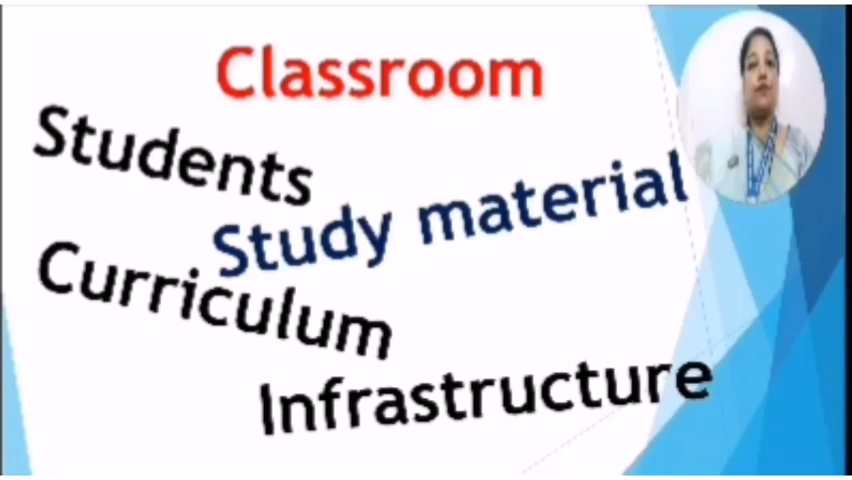 Classroom
Students
Study material
Curriculum
Infrastructure